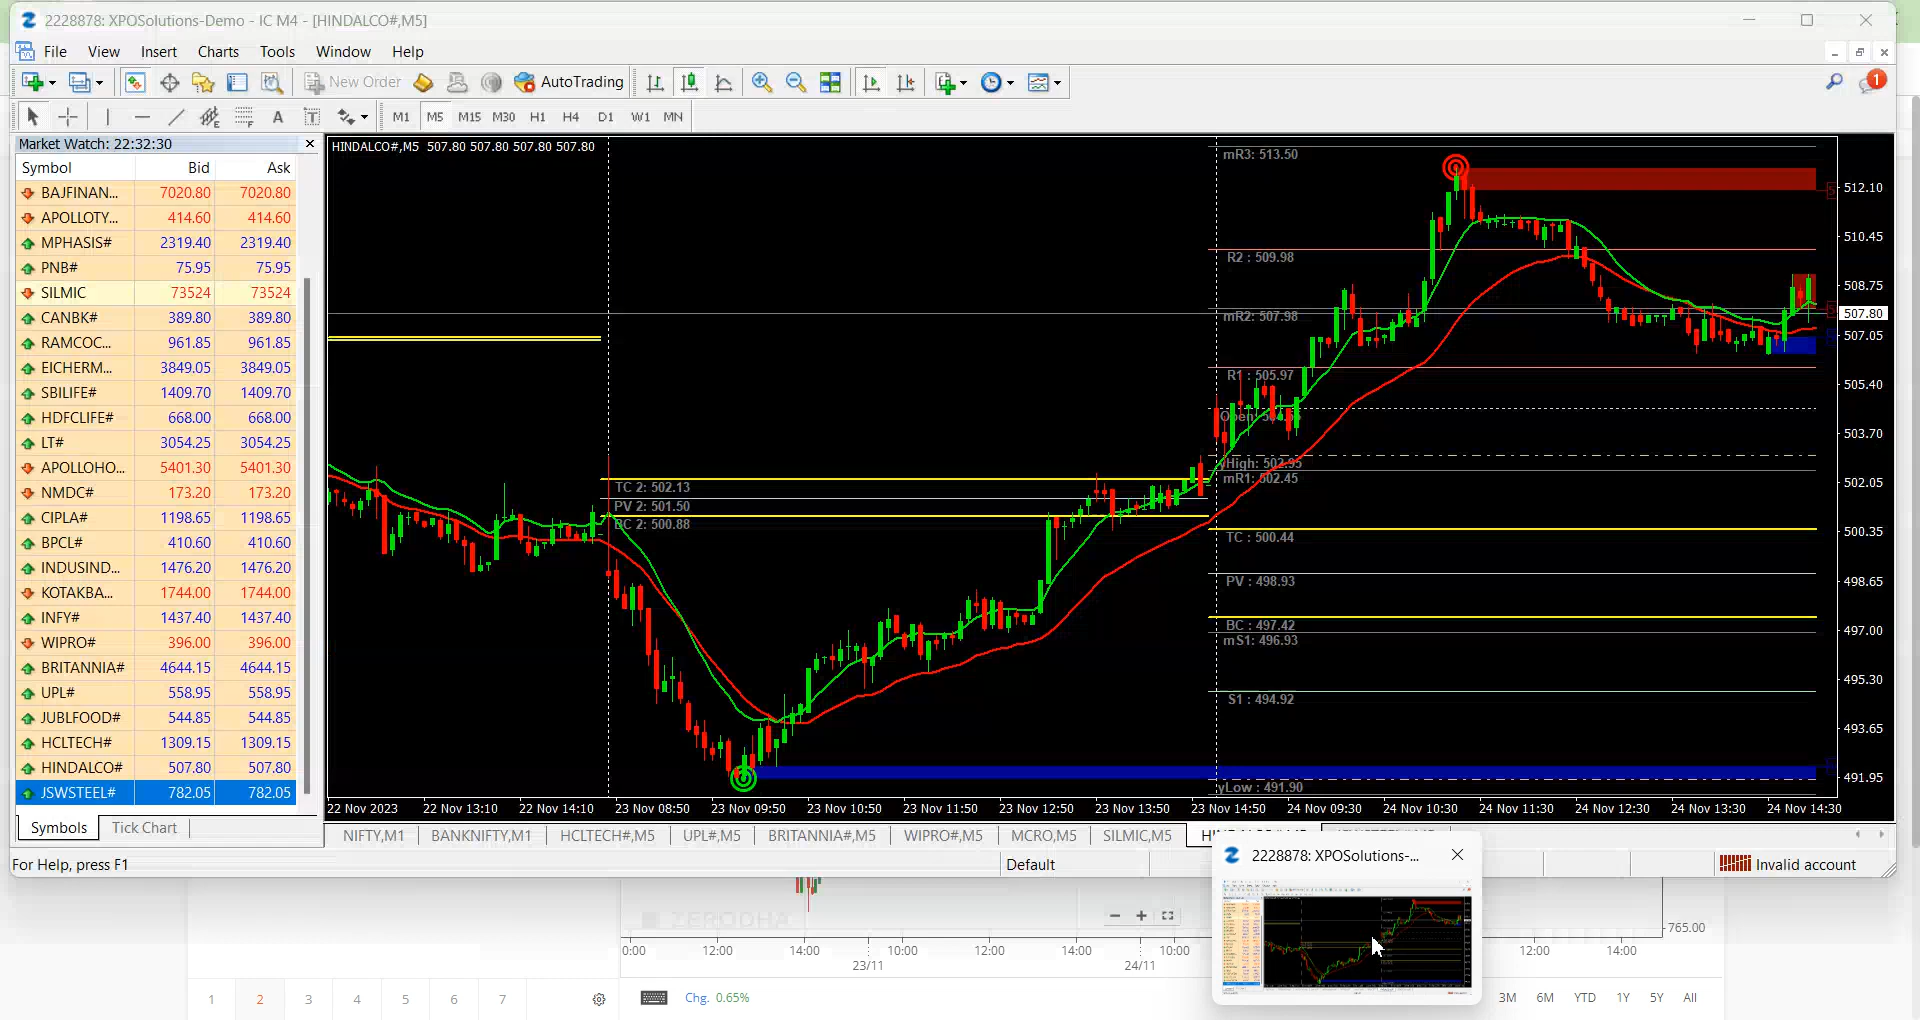 2228878: XPOSolutions-Demo - IC M4 - [HINDALCO#,M5]
File View Insert Charts Tools Window Help
New Order AutoTrading 1
M1 M5 M15 M30 H1 H4 D1 W1 MN
Market Watch: 22:32:30
Symbol Bid Ask
BAJFINAN... 7020.80 7020.80
APOLLOTY... 414.60 414.60
MPHASIS# 2319.40 2319.40
PNB# 75.95 75.95
SILMIC 73524 73524
CANBK# 389.80 389.80
RAMCOC... 961.85 961.85
EICHERM... 3849.05 3849.05
SBILIFE# 1409.70 1409.70
HDFCLIFE# 668.00 668.00
LT# 3054.25 3054.25
APOLLOHO... 5401.30 5401.30
NMDC# 173.20 173.20
CIPLA# 1198.65 1198.65
BPCL# 410.60 410.60
INDUSIND... 1476.20 1476.20
KOTAKBA... 1744.00 1744.00
INFY# 1437.40 1437.40
WIPRO# 396.00 396.00
BRITANNIA# 4644.15 4644.15
UPL# 558.95 558.95
JUBLFOOD# 544.85 544.85
HCLTECH# 1309.15 1309.15
HINDALCO# 507.80 507.80
JSWSTEEL# 782.05 782.05
Symbols Tick Chart
HINDALCO#,M5 507.80 507.80 507.80 507.80
mR3: 513.50
R2 : 509.98
mR2: 507.98
R1 : 505.97
yHigh: 502.95
mR1: 502.45
TC 2: 502.13
PV 2: 501.50
BC 2: 500.88
TC : 500.44
PV : 498.93
BC : 497.42
mS1: 496.93
S1 : 494.92
yLow : 491.90
512.10
510.45
508.75
507.80
507.05
505.40
503.70
502.05
500.35
498.65
497.00
495.30
493.65
491.95
22 Nov 2023 22 Nov 13:10 22 Nov 14:10 23 Nov 08:50 23 Nov 09:50 23 Nov 10:50 23 Nov 11:50 23 Nov 12:50 23 Nov 13:50 23 Nov 14:50 24 Nov 09:30 24 Nov 10:30 24 Nov 11:30 24 Nov 12:30 24 Nov 13:30 24 Nov 14:30
NIFTY,M1 BANKNIFTY,M1 HCLTECH#,M5 UPL#,M5 BRITANNIA#,M5 WIPRO#,M5 MCRO,M5 SILMIC,M5
For Help, press F1 Default Invalid account
2228878: XPOSolutions-...
ZERODHA
765.00
0:00 12:00 14:00 10:00 12:00 14:00 10:00 12:00 14:00
23/11 24/11
1 2 3 4 5 6 7 Chg. 0.65% 3M 6M YTD 1Y 5Y All